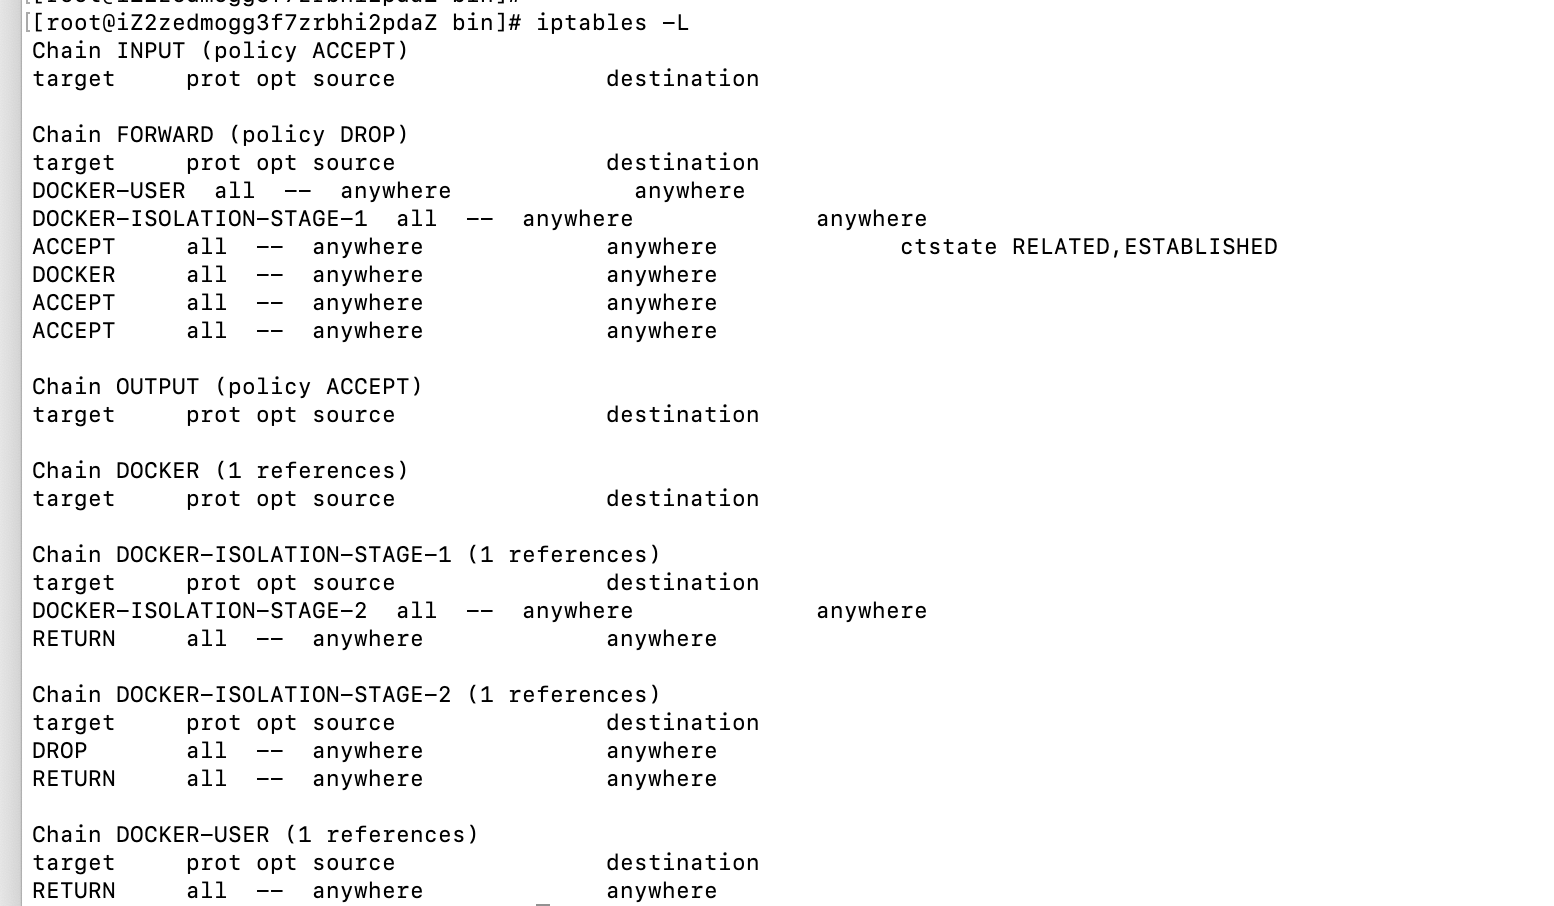 [[root@iZ2zedmogg3f7zrbhi2pdaZ bin]#
[[root@iZ2zedmogg3f7zrbhi2pdaZ bin]# iptables -L
Chain INPUT (policy ACCEPT)
target     prot opt source               destination

Chain FORWARD (policy DROP)
target     prot opt source               destination
DOCKER-USER  all  --  anywhere             anywhere
DOCKER-ISOLATION-STAGE-1  all  --  anywhere             anywhere
ACCEPT     all  --  anywhere             anywhere             ctstate RELATED,ESTABLISHED
DOCKER     all  --  anywhere             anywhere
ACCEPT     all  --  anywhere             anywhere
ACCEPT     all  --  anywhere             anywhere

Chain OUTPUT (policy ACCEPT)
target     prot opt source               destination

Chain DOCKER (1 references)
target     prot opt source               destination

Chain DOCKER-ISOLATION-STAGE-1 (1 references)
target     prot opt source               destination
DOCKER-ISOLATION-STAGE-2  all  --  anywhere             anywhere
RETURN     all  --  anywhere             anywhere

Chain DOCKER-ISOLATION-STAGE-2 (1 references)
target     prot opt source               destination
DROP       all  --  anywhere             anywhere
RETURN     all  --  anywhere             anywhere

Chain DOCKER-USER (1 references)
target     prot opt source               destination
RETURN     all  --  anywhere             anywhere